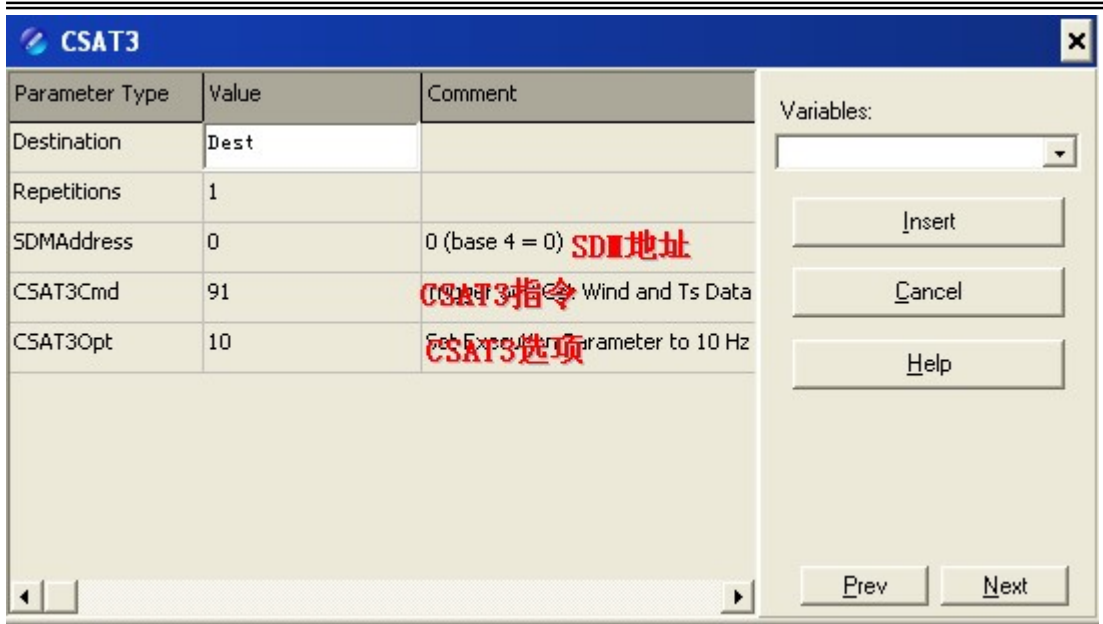 CSAT3
Parameter Type Value Comment
Variables:
Destination Dest
Repetitions 1
Insert
SDMAddress 0 0 (base 4 = 0) SDM地址
CSAT3Cmd 91 CSAT3指令 Wind and Ts Data
Cancel
CSAT3Opt 10 CSAT3选项 Parameter to 10 Hz
Help
Prev Next